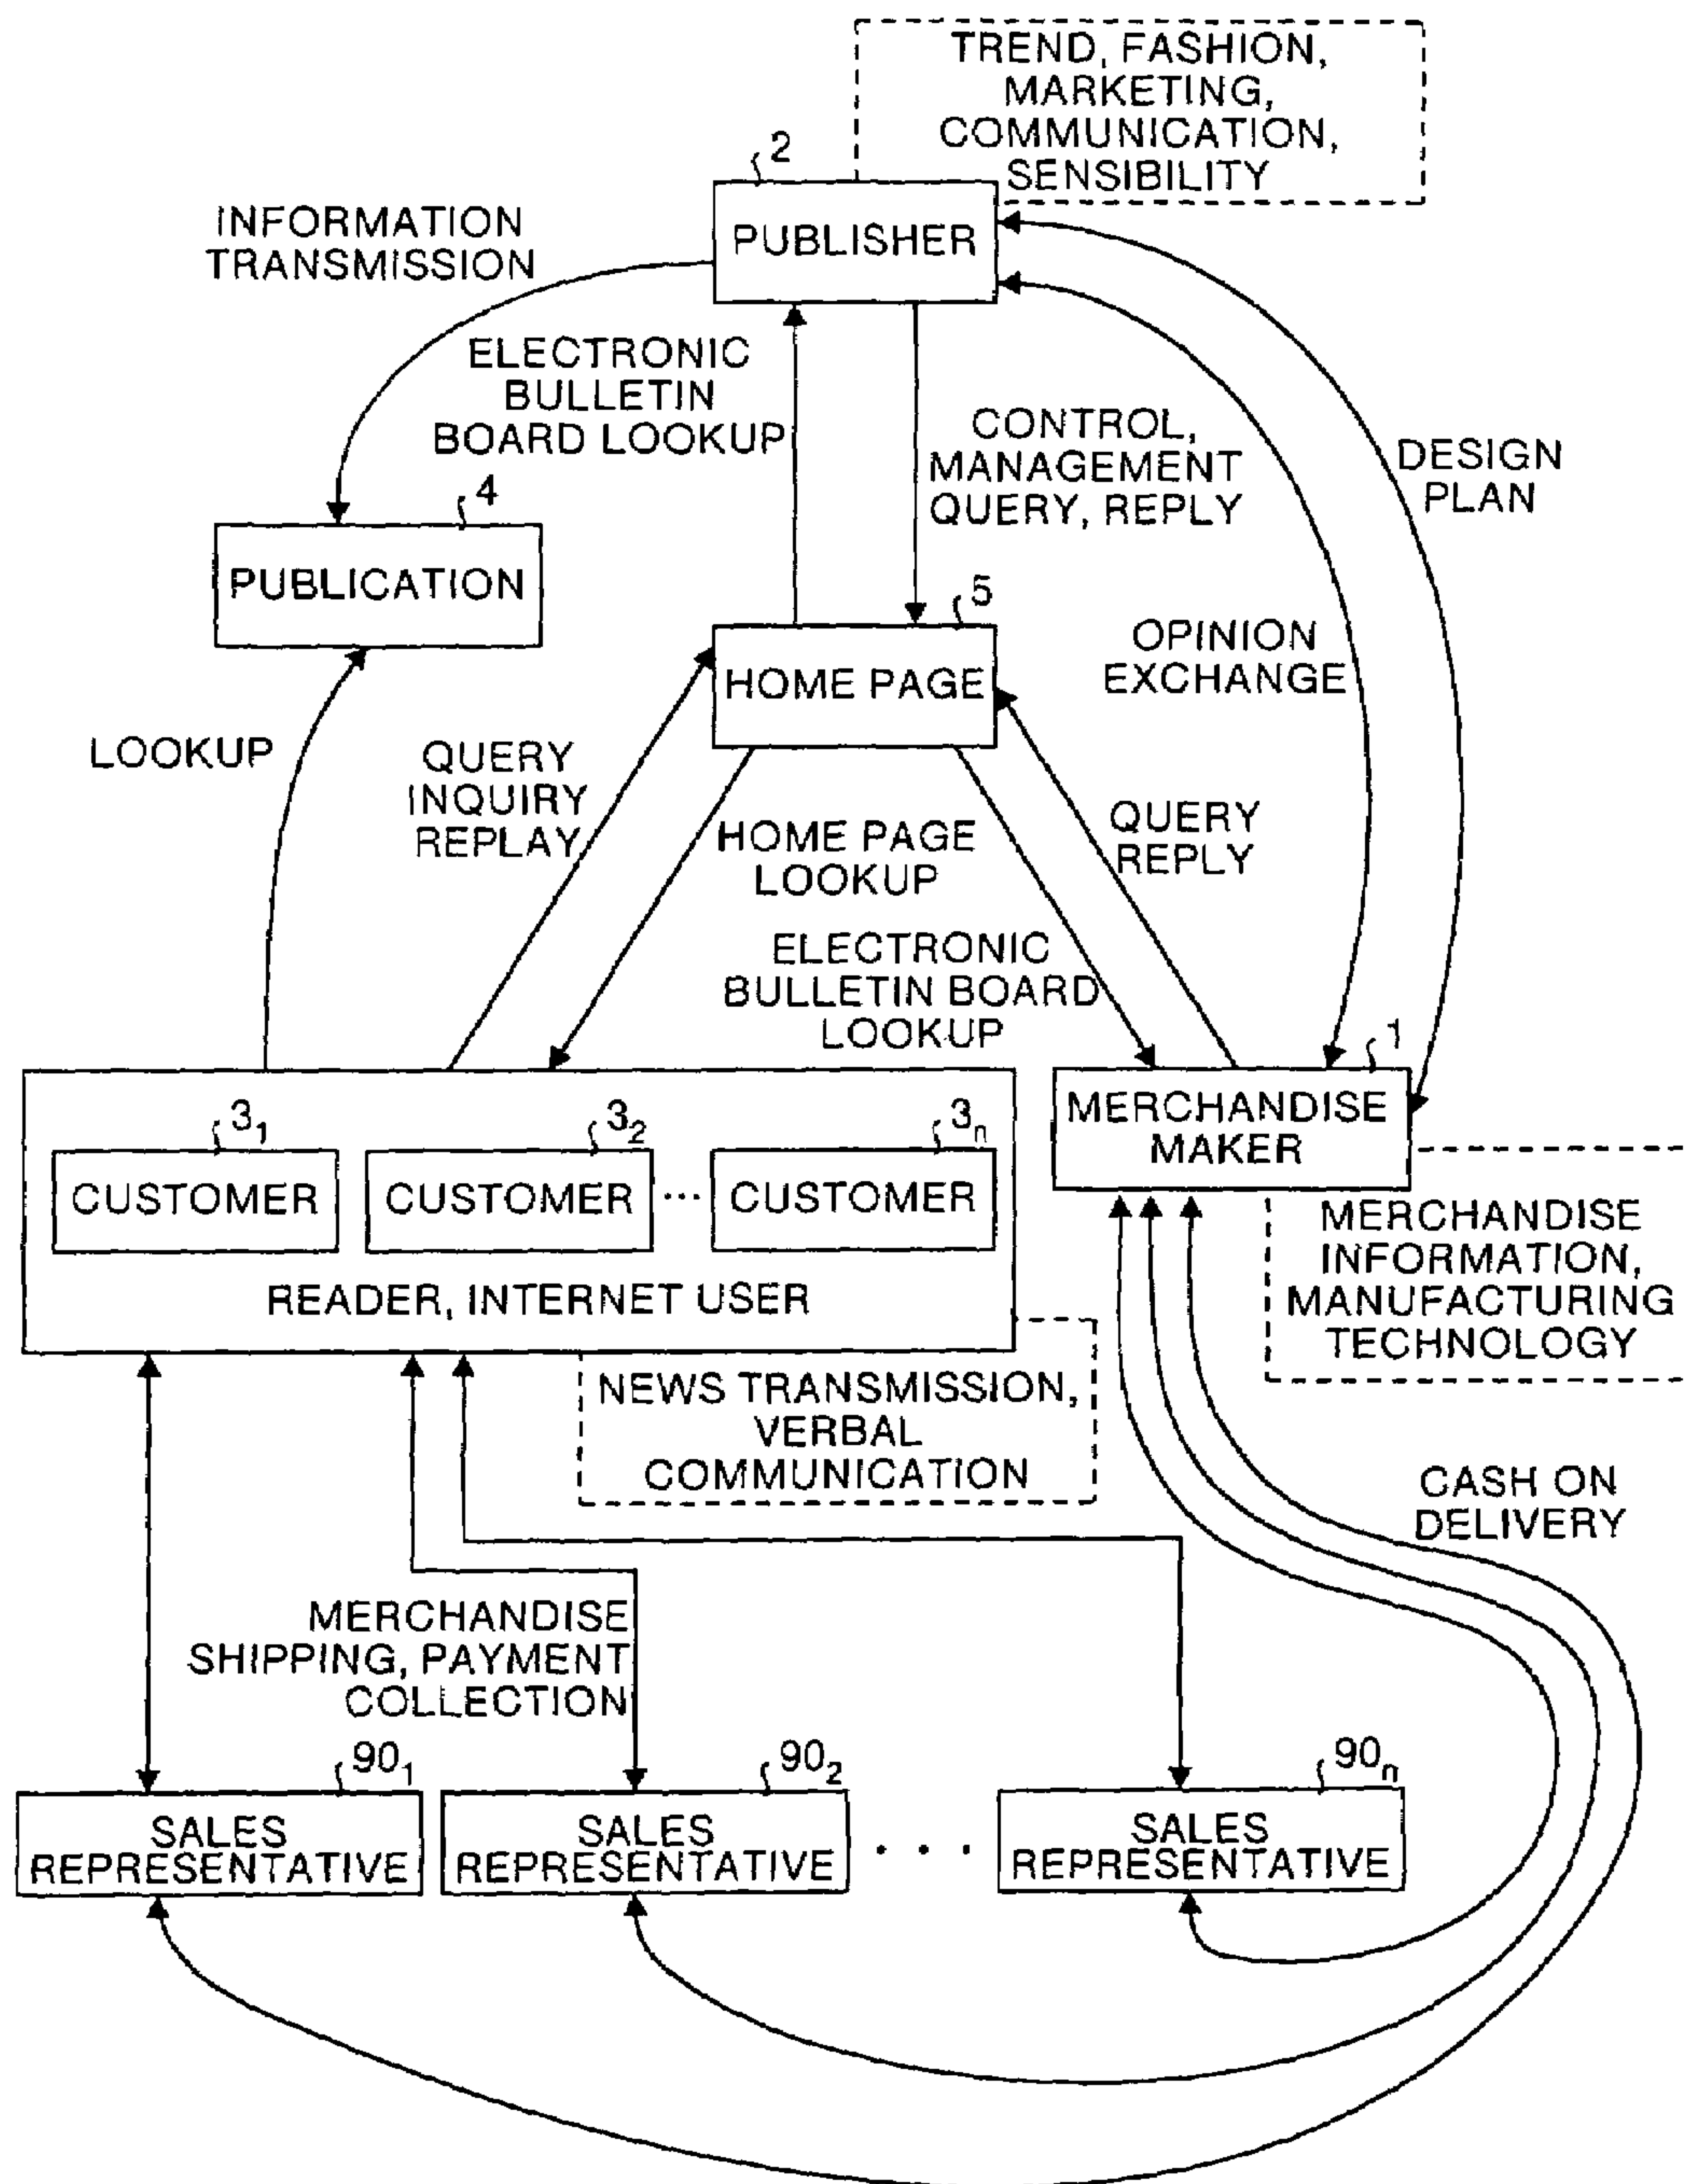 TREND, FASHION,
MARKETING,
COMMUNICATION,
SENSIBILITY
2
PUBLISHER
INFORMATION
TRANSMISSION
ELECTRONIC
BULLETIN
BOARD LOOKUP
CONTROL,
MANAGEMENT
QUERY, REPLY
DESIGN
PLAN
4
PUBLICATION
5
HOME PAGE
OPINION
EXCHANGE
LOOKUP
QUERY
INQUIRY
REPLAY
HOME PAGE
LOOKUP
QUERY
REPLY
ELECTRONIC
BULLETIN BOARD
LOOKUP
1
MERCHANDISE
MAKER
3₁
CUSTOMER
3₂
CUSTOMER
...
3ₙ
CUSTOMER
READER, INTERNET USER
MERCHANDISE
INFORMATION,
MANUFACTURING
TECHNOLOGY
NEWS TRANSMISSION,
VERBAL
COMMUNICATION
CASH ON
DELIVERY
MERCHANDISE
SHIPPING, PAYMENT
COLLECTION
90₁
SALES
REPRESENTATIVE
90₂
SALES
REPRESENTATIVE
. . .
90ₙ
SALES
REPRESENTATIVE